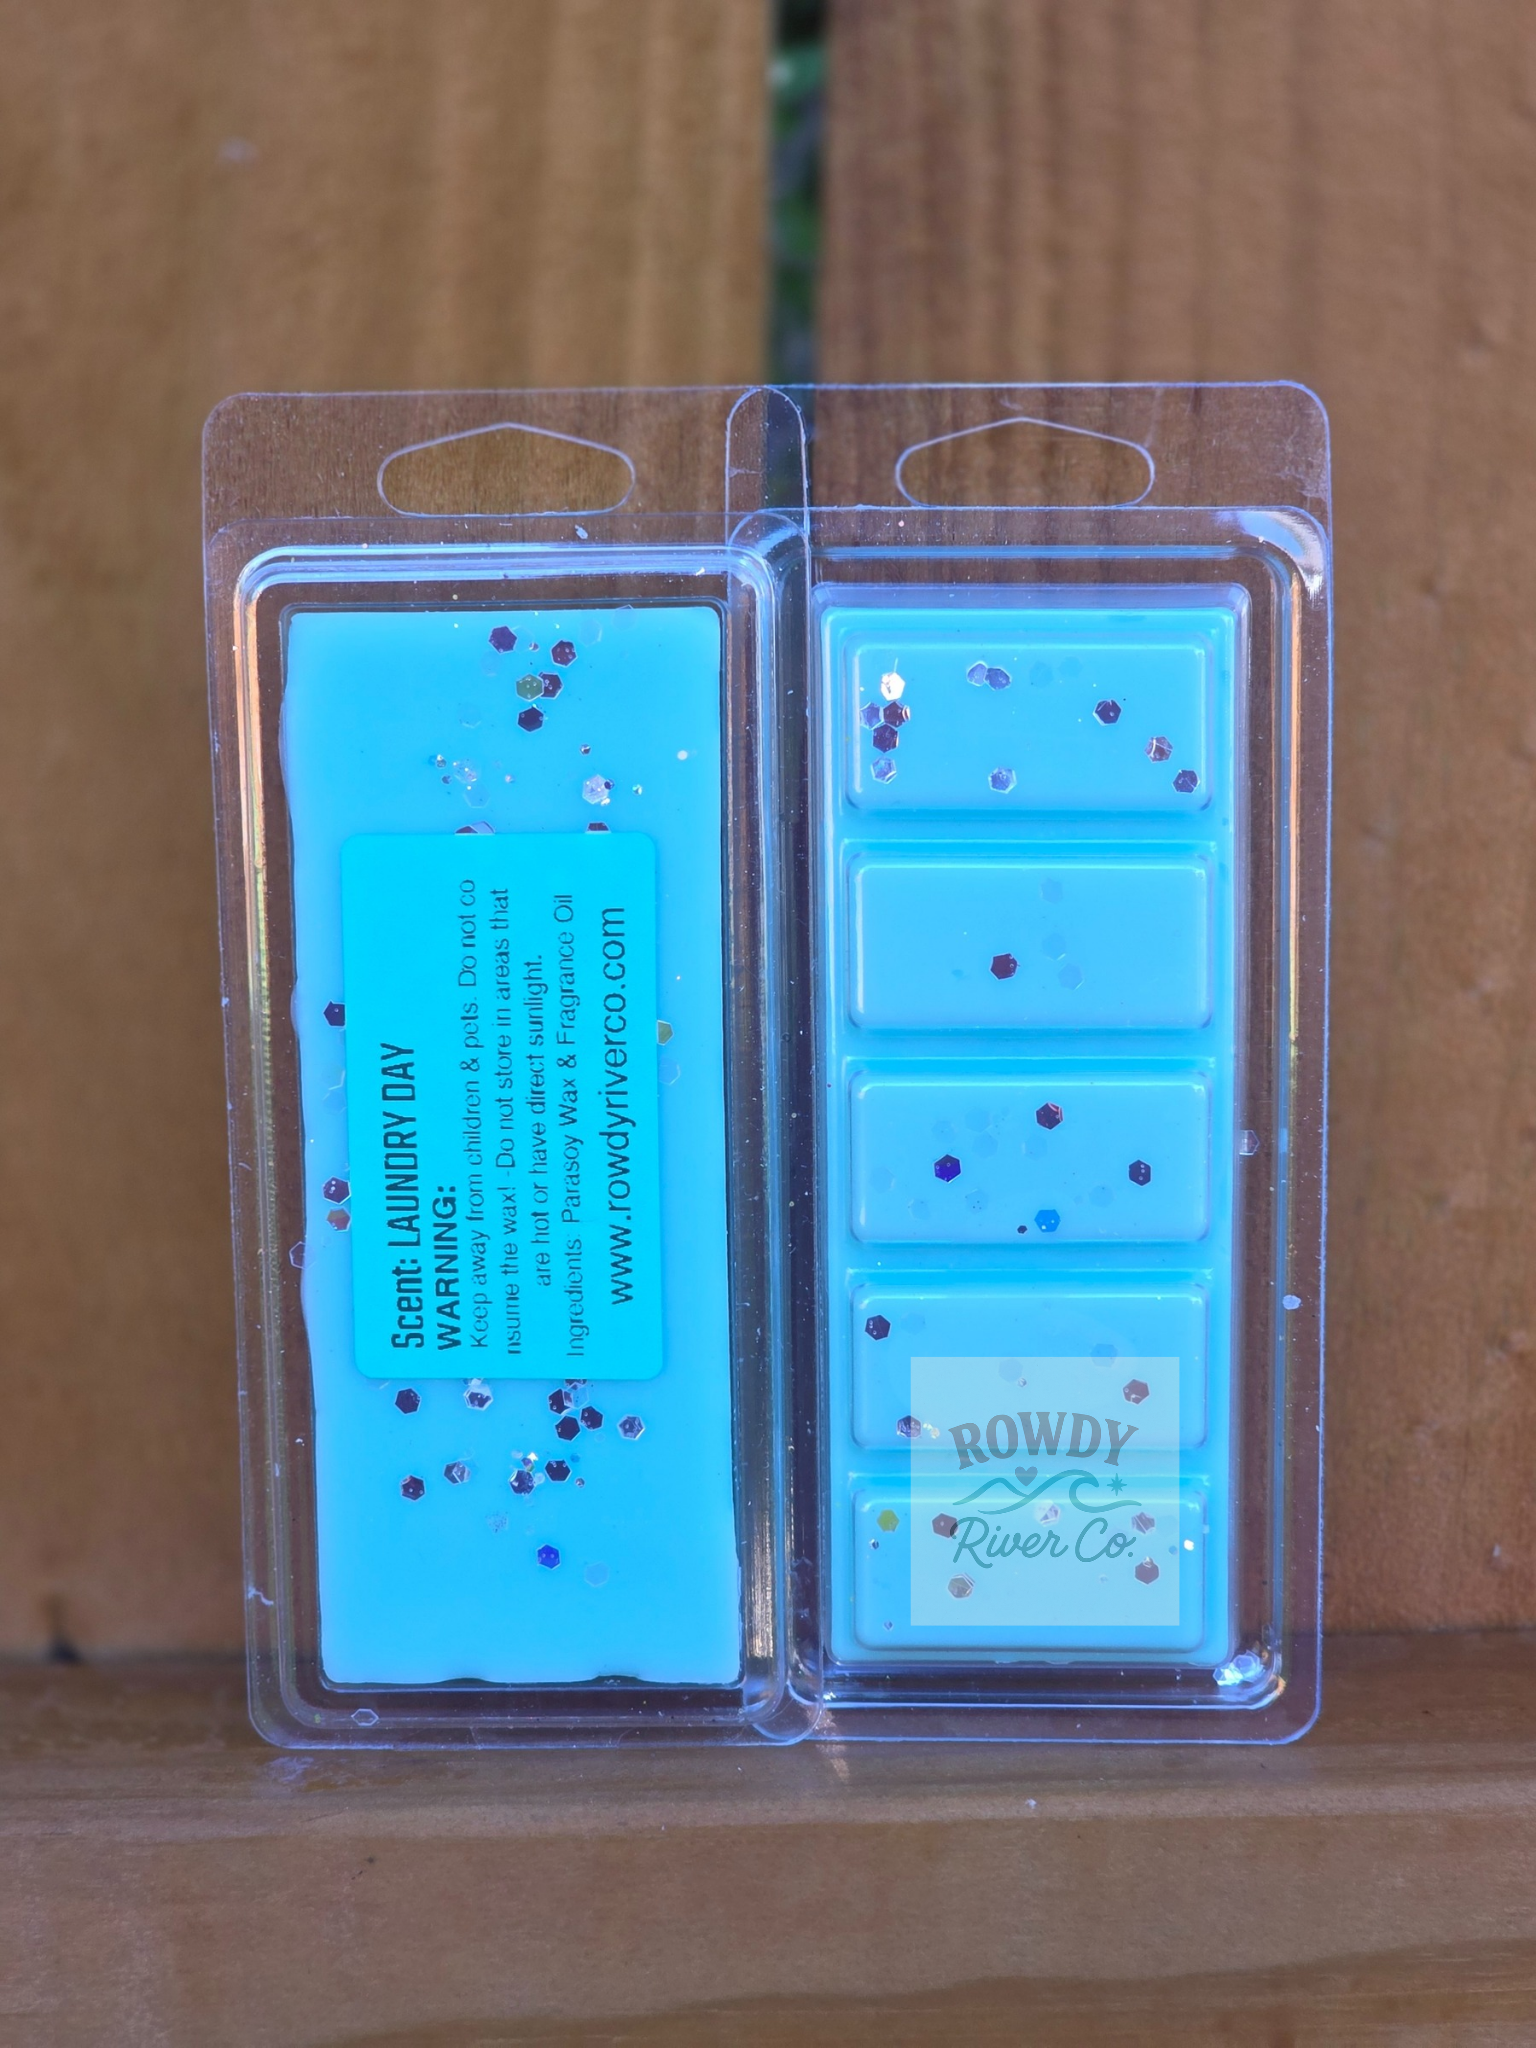 Scent: LAUNDRY DAY
WARNING:
Keep away from children & pets. Do not co
nsume the wax! -Do not store in areas that
are hot or have direct sunlight.
Ingredients: Parasoy Wax & Fragrance Oil
www.rowdyriverco.com
ROWDY
River Co.